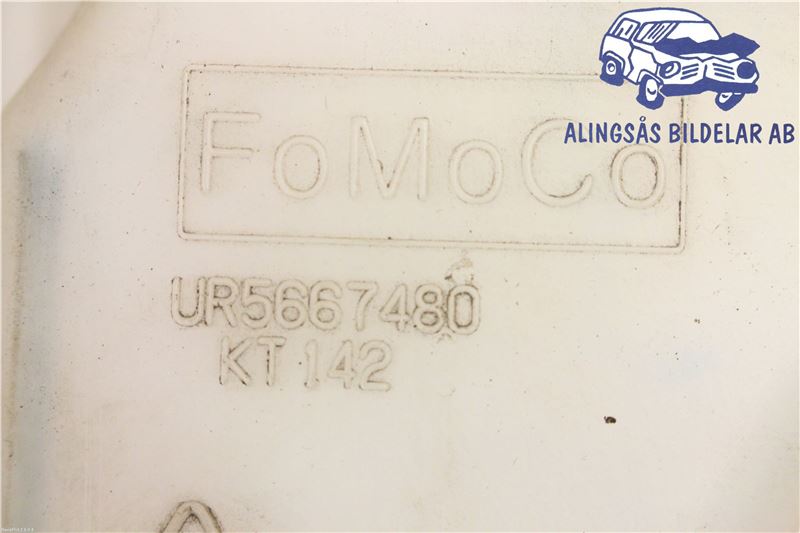 ALINGSÅS BILDELAR AB
FoMoCo
UR5667480
KT 142